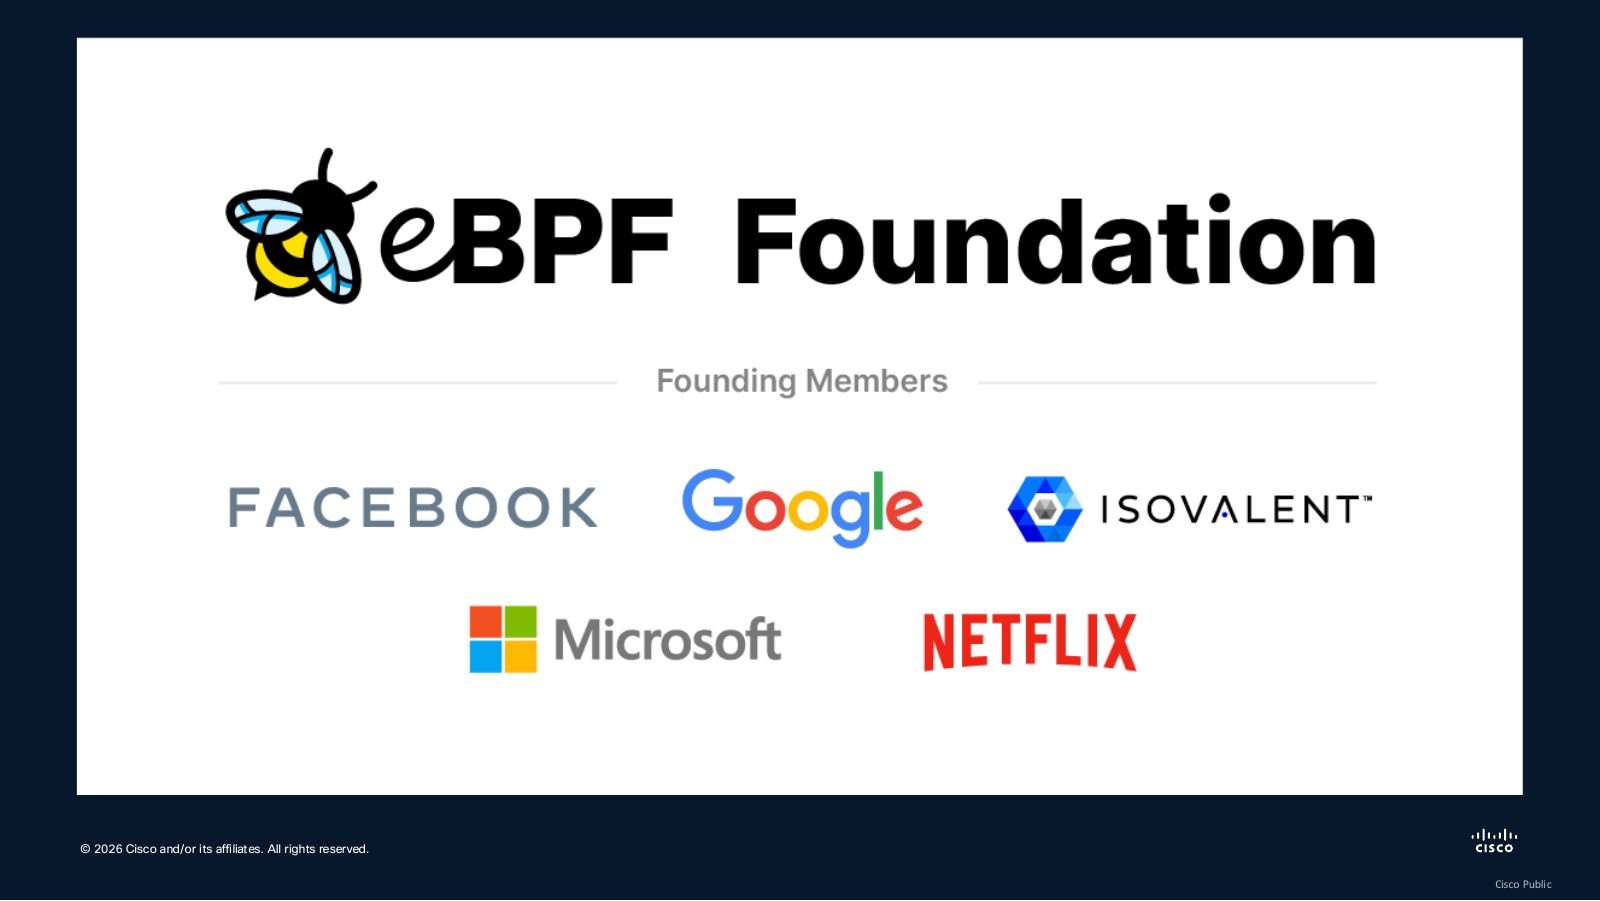 eBPF Foundation
Founding Members
FACEBOOK Google ISOVALENT™
Microsoft NETFLIX
© 2026 Cisco and/or its affiliates. All rights reserved.
CISCO
Cisco Public